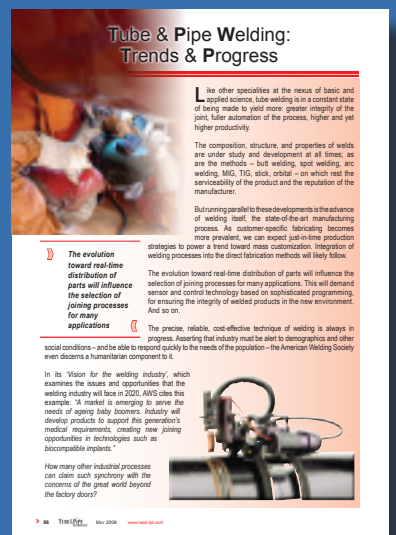 Tube & Pipe Welding:
Trends & Progress
Like other specialities at the nexus of basic and
applied science, tube welding is in a constant state
of being made to yield more: greater integrity of the
joint, fuller automation of the process, higher and yet
higher productivity.
The composition, structure, and properties of welds
are under study and development at all times; as
are the methods – butt welding, spot welding, arc
welding, MIG, TIG, stick, orbital – on which rest the
serviceability of the product and the reputation of the
manufacturer.
But running parallel to these developments is the advance
of welding itself, the state-of-the-art manufacturing
process. As customer-specific fabricating becomes
more prevalent, we can expect just-in-time production
strategies to power a trend toward mass customization. Integration of
welding processes into the direct fabrication methods will likely follow.
The evolution
toward real-time
distribution of
parts will influence
the selection of
joining processes
for many
applications
The evolution toward real-time distribution of parts will influence the
selection of joining processes for many applications. This will demand
sensor and control technology based on sophisticated programming,
for ensuring the integrity of welded products in the new environment.
And so on.
The precise, reliable, cost-effective technique of welding is always in
progress. Asserting that industry must be alert to demographics and other
social conditions – and be able to respond quickly to the needs of the population – the American Welding Society
even discerns a humanitarian component to it.
In its 'Vision for the welding industry', which
examines the issues and opportunities that the
welding industry will face in 2020, AWS cites this
example: "A market is emerging to serve the
needs of ageing baby boomers. Industry will
develop products to support this generation's
medical requirements, creating new joining
opportunities in technologies such as
biocompatible implants."
How many other industrial processes
can claim such synchrony with the
concerns of the great world beyond
the factory doors?
96 May 2008 www.read-tpt.com